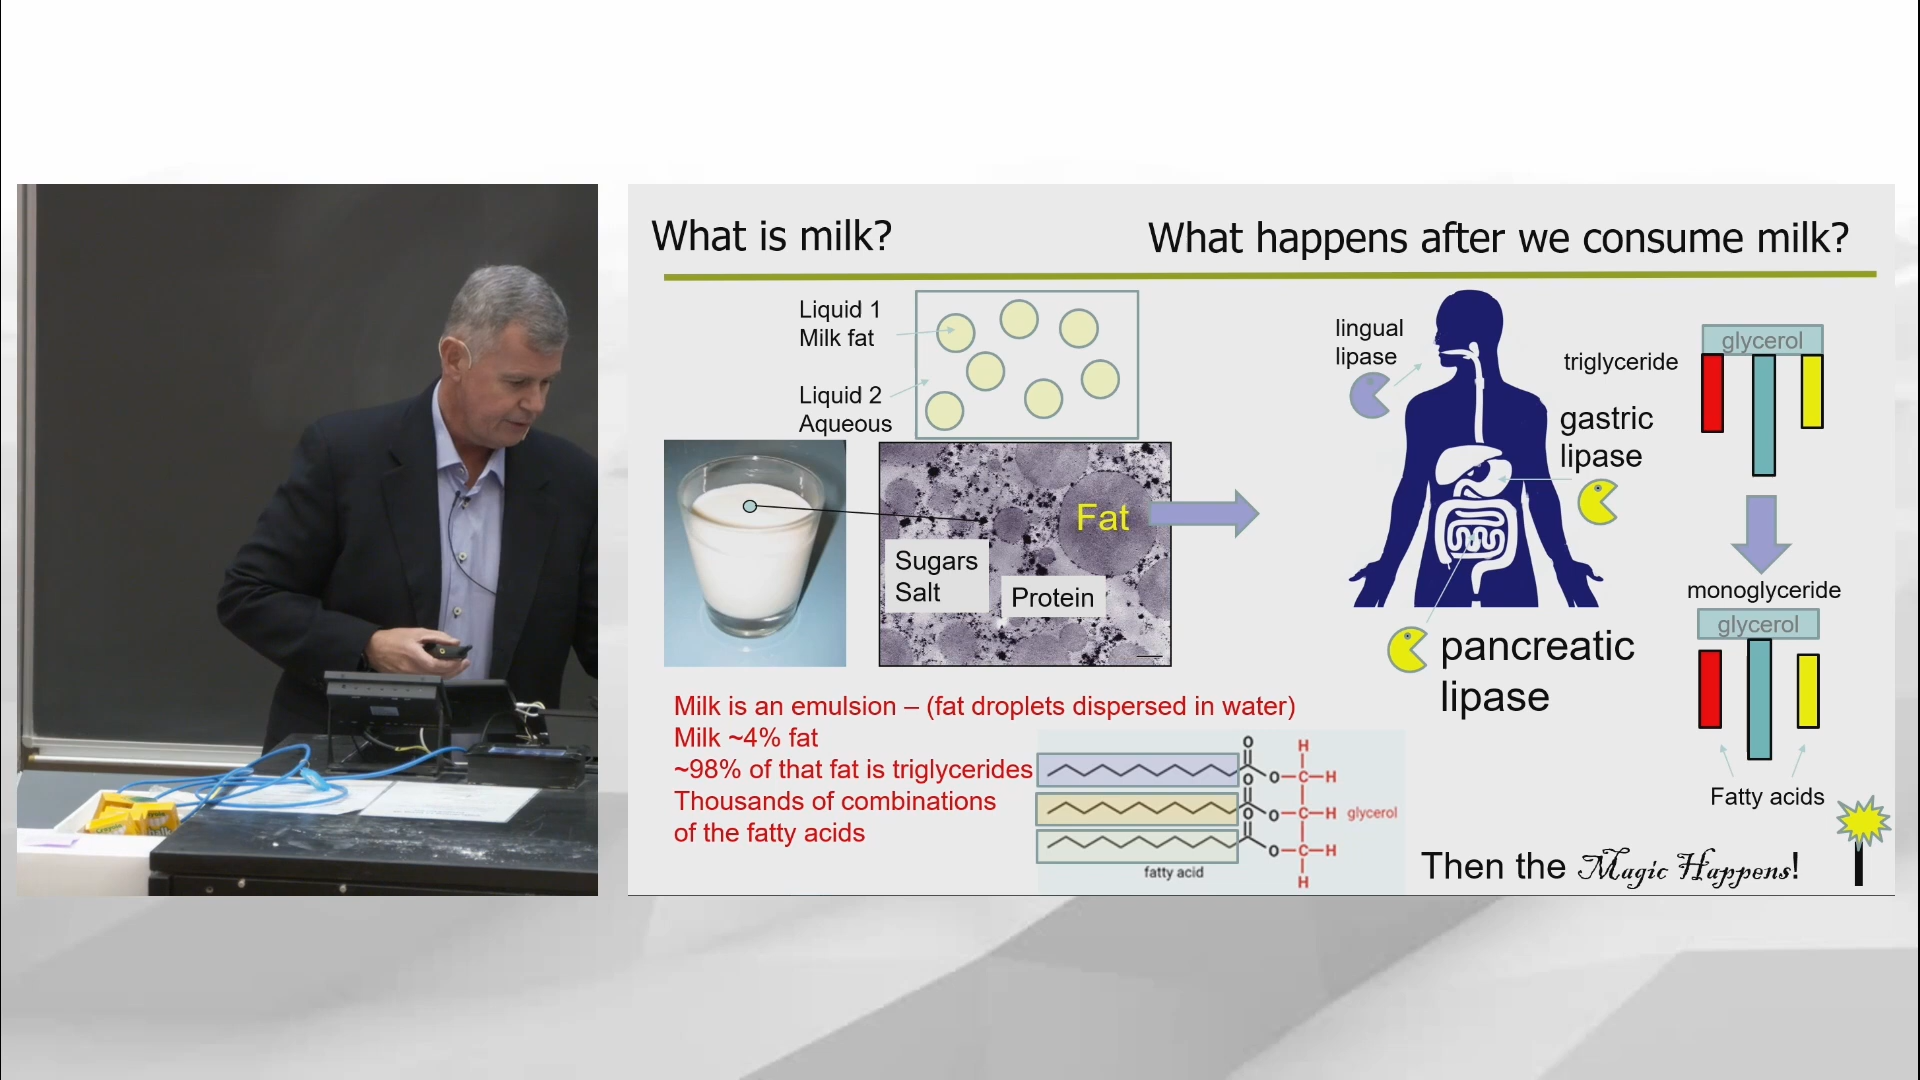 What is milk?
What happens after we consume milk?
Liquid 1
Milk fat
Liquid 2
Aqueous
Fat
Sugars
Salt
Protein
Milk is an emulsion – (fat droplets dispersed in water)
Milk ~4% fat
~98% of that fat is triglycerides
Thousands of combinations
of the fatty acids
O
O
O
O
O
O
H
C
H
C
H
C
H
H
glycerol
fatty acid
lingual
lipase
gastric
lipase
pancreatic
lipase
triglyceride
glycerol
monoglyceride
glycerol
Fatty acids
Then the Magic Happens!